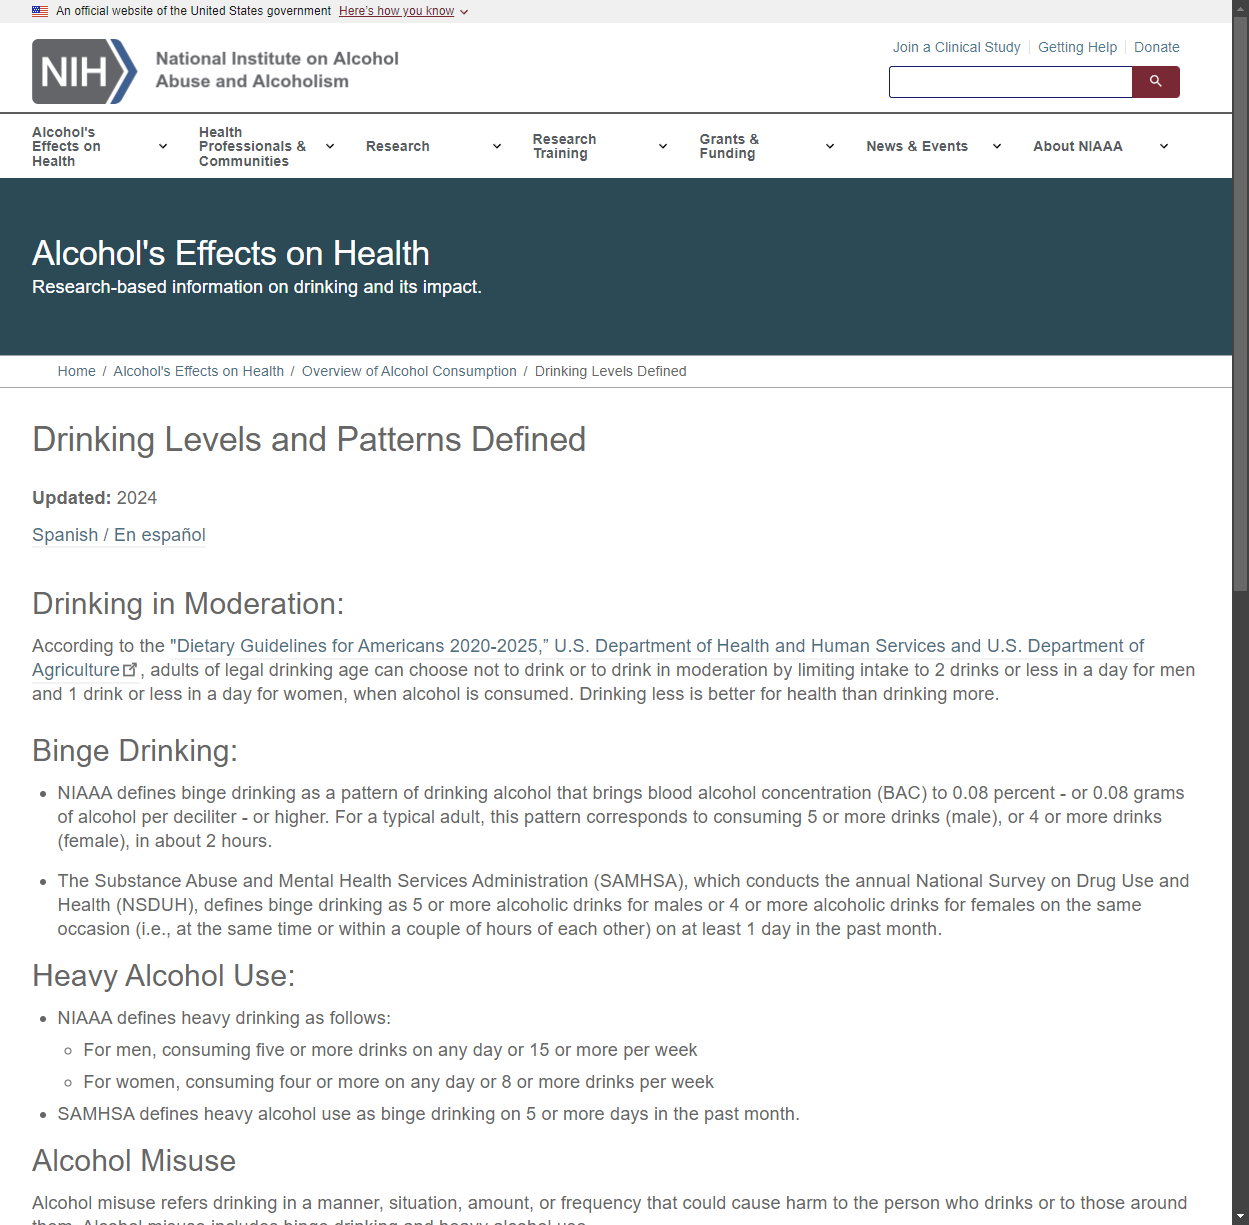 An official website of the United States government Here's how you know
NIH National Institute on Alcohol
Abuse and Alcoholism
Join a Clinical Study Getting Help Donate
Alcohol's
Effects on
Health
Health
Professionals &
Communities
Research
Research
Training
Grants &
Funding
News & Events
About NIAAA
Alcohol's Effects on Health
Research-based information on drinking and its impact.
Home / Alcohol's Effects on Health / Overview of Alcohol Consumption / Drinking Levels Defined
Drinking Levels and Patterns Defined
Updated: 2024
Spanish / En español
Drinking in Moderation:
According to the "Dietary Guidelines for Americans 2020-2025,” U.S. Department of Health and Human Services and U.S. Department of
Agriculture, adults of legal drinking age can choose not to drink or to drink in moderation by limiting intake to 2 drinks or less in a day for men
and 1 drink or less in a day for women, when alcohol is consumed. Drinking less is better for health than drinking more.
Binge Drinking:
• NIAAA defines binge drinking as a pattern of drinking alcohol that brings blood alcohol concentration (BAC) to 0.08 percent - or 0.08 grams
of alcohol per deciliter - or higher. For a typical adult, this pattern corresponds to consuming 5 or more drinks (male), or 4 or more drinks
(female), in about 2 hours.
• The Substance Abuse and Mental Health Services Administration (SAMHSA), which conducts the annual National Survey on Drug Use and
Health (NSDUH), defines binge drinking as 5 or more alcoholic drinks for males or 4 or more alcoholic drinks for females on the same
occasion (i.e., at the same time or within a couple of hours of each other) on at least 1 day in the past month.
Heavy Alcohol Use:
• NIAAA defines heavy drinking as follows:
◦ For men, consuming five or more drinks on any day or 15 or more per week
◦ For women, consuming four or more on any day or 8 or more drinks per week
• SAMHSA defines heavy alcohol use as binge drinking on 5 or more days in the past month.
Alcohol Misuse
Alcohol misuse refers drinking in a manner, situation, amount, or frequency that could cause harm to the person who drinks or to those around
them. Alcohol misuse includes binge drinking and heavy alcohol use.